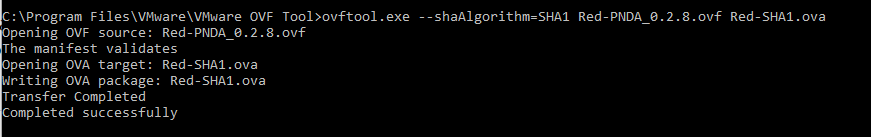 C:\Program Files\VMware\VMware OVF Tool>ovftool.exe --shaAlgorithm=SHA1 Red-PNDA_0.2.8.ovf Red-SHA1.ova
Opening OVF source: Red-PNDA_0.2.8.ovf
The manifest validates
Opening OVA target: Red-SHA1.ova
Writing OVA package: Red-SHA1.ova
Transfer Completed
Completed successfully